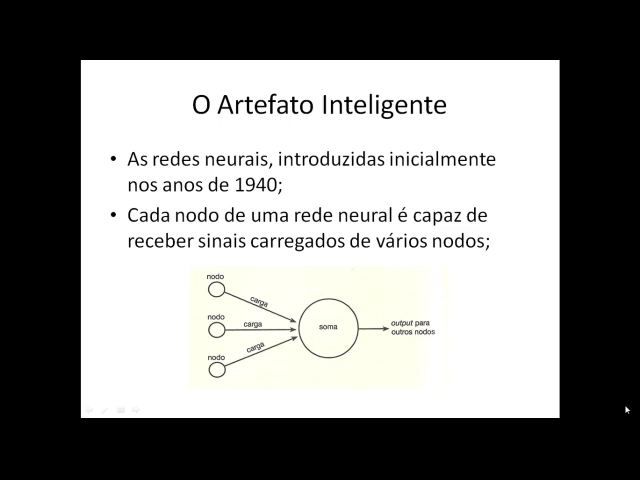 O Artefato Inteligente
• As redes neurais, introduzidas inicialmente
nos anos de 1940;
• Cada nodo de uma rede neural é capaz de
receber sinais carregados de vários nodos;
nodo
carga
nodo
carga
nodo
carga
soma
output para
outros nodos